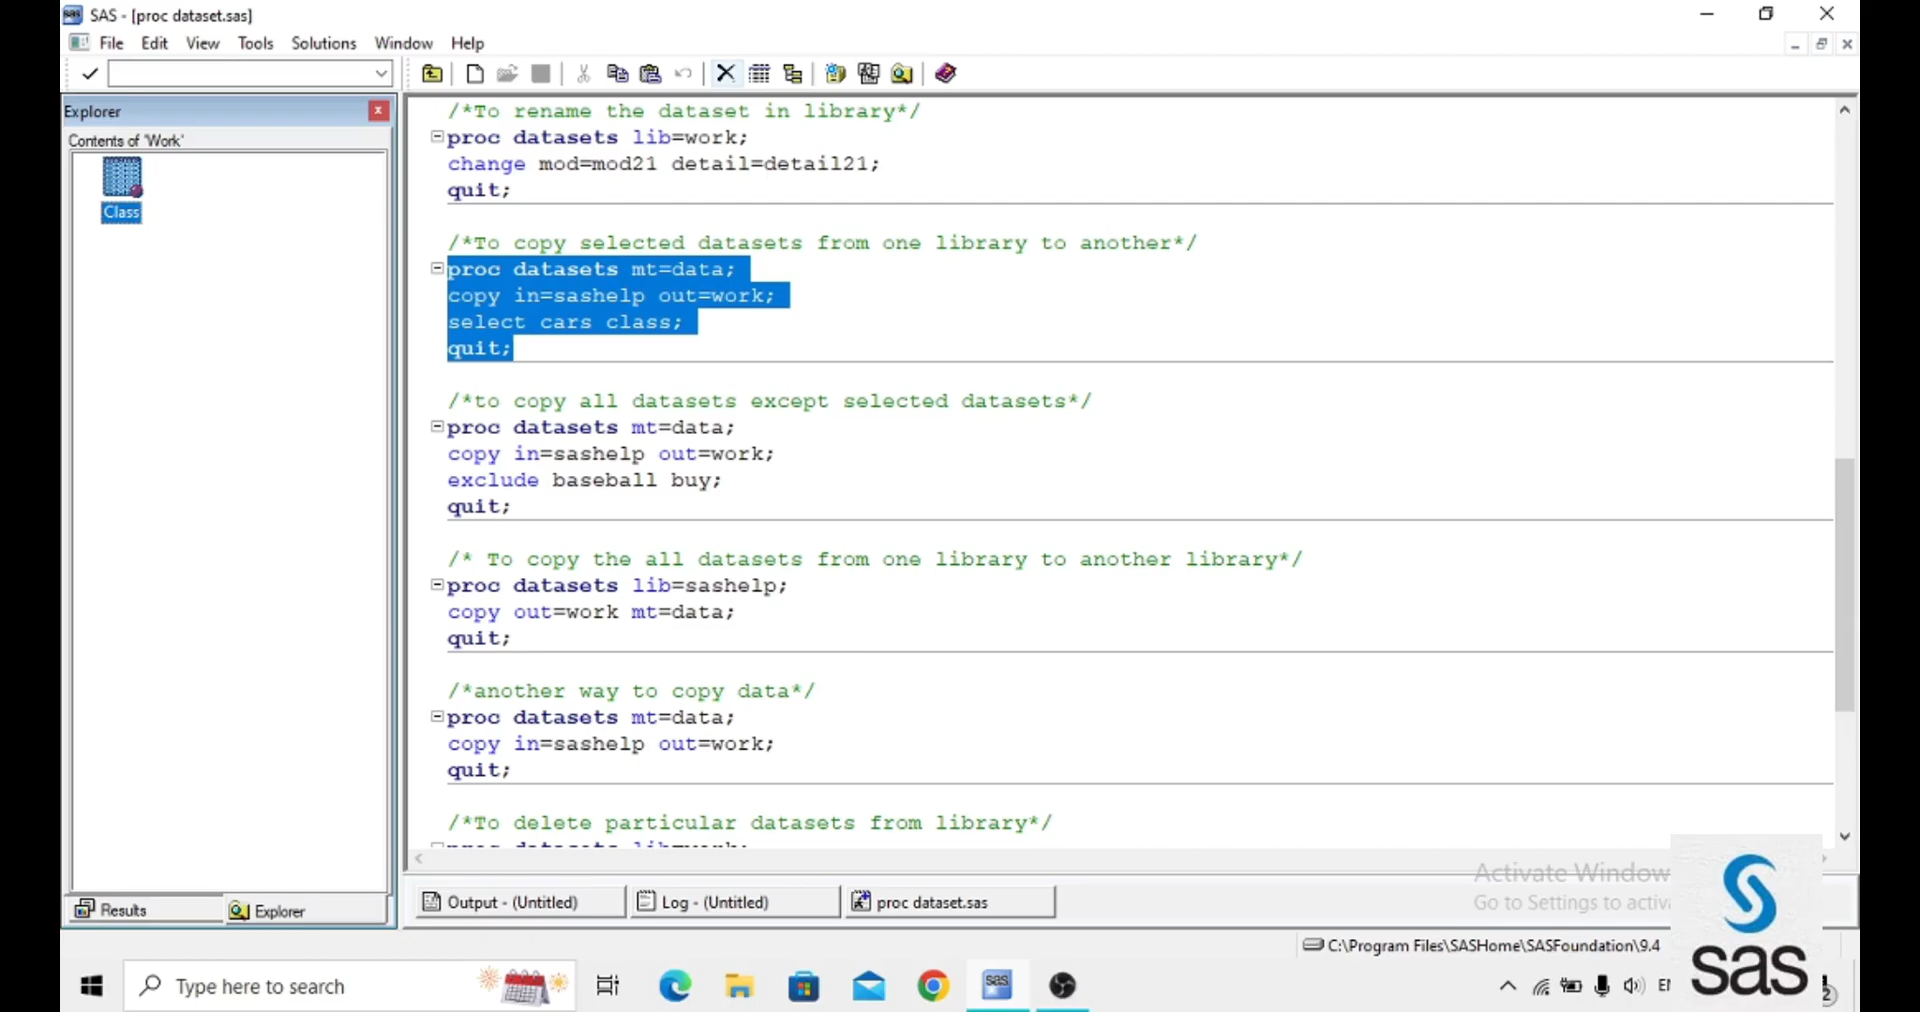 SAS - [proc dataset.sas]
File Edit View Tools Solutions Window Help
Explorer
Contents of 'Work'
Class
/*To rename the dataset in library*/
proc datasets lib=work;
change mod=mod21 detail=detail21;
quit;
/*To copy selected datasets from one library to another*/
proc datasets mt=data;
copy in=sashelp out=work;
select cars class;
quit;
/*to copy all datasets except selected datasets*/
proc datasets mt=data;
copy in=sashelp out=work;
exclude baseball buy;
quit;
/* To copy the all datasets from one library to another library*/
proc datasets lib=sashelp;
copy out=work mt=data;
quit;
/*another way to copy data*/
proc datasets mt=data;
copy in=sashelp out=work;
quit;
/*To delete particular datasets from library*/
proc datasets lib=work;
Results Explorer
Output - (Untitled) Log - (Untitled) proc dataset.sas
Activate Window
Go to Settings to activa
C:\Program Files\SASHome\SASFoundation\9.4
Type here to search
sas